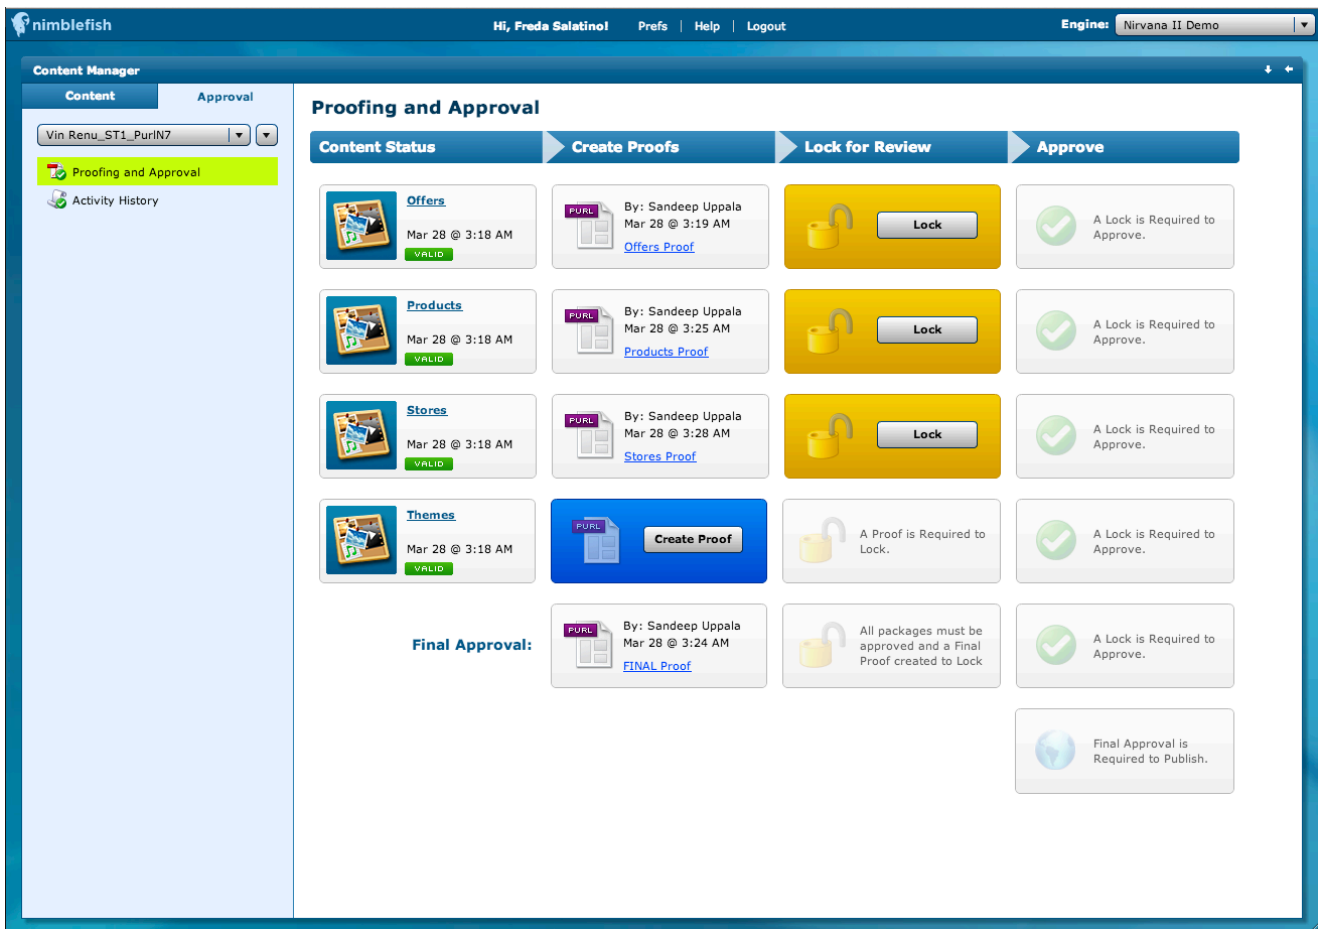 nimblefish
Hi, Freda Salatino! Prefs | Help | Logout
Engine: Nirvana II Demo
Content Manager
Content Approval
Vin Renu_ST1_PurlN7
Proofing and Approval
Activity History
Proofing and Approval
Content Status Create Proofs Lock for Review Approve
Offers
Mar 28 @ 3:18 AM
VALID
PURL
By: Sandeep Uppala
Mar 28 @ 3:19 AM
Offers Proof
Lock
A Lock is Required to
Approve.
Products
Mar 28 @ 3:18 AM
VALID
PURL
By: Sandeep Uppala
Mar 28 @ 3:25 AM
Products Proof
Lock
A Lock is Required to
Approve.
Stores
Mar 28 @ 3:18 AM
VALID
PURL
By: Sandeep Uppala
Mar 28 @ 3:28 AM
Stores Proof
Lock
A Lock is Required to
Approve.
Themes
Mar 28 @ 3:18 AM
VALID
PURL
Create Proof
A Proof is Required to
Lock.
A Lock is Required to
Approve.
Final Approval:
PURL
By: Sandeep Uppala
Mar 28 @ 3:24 AM
FINAL Proof
All packages must be
approved and a Final
Proof created to Lock
A Lock is Required to
Approve.
Final Approval is
Required to Publish.